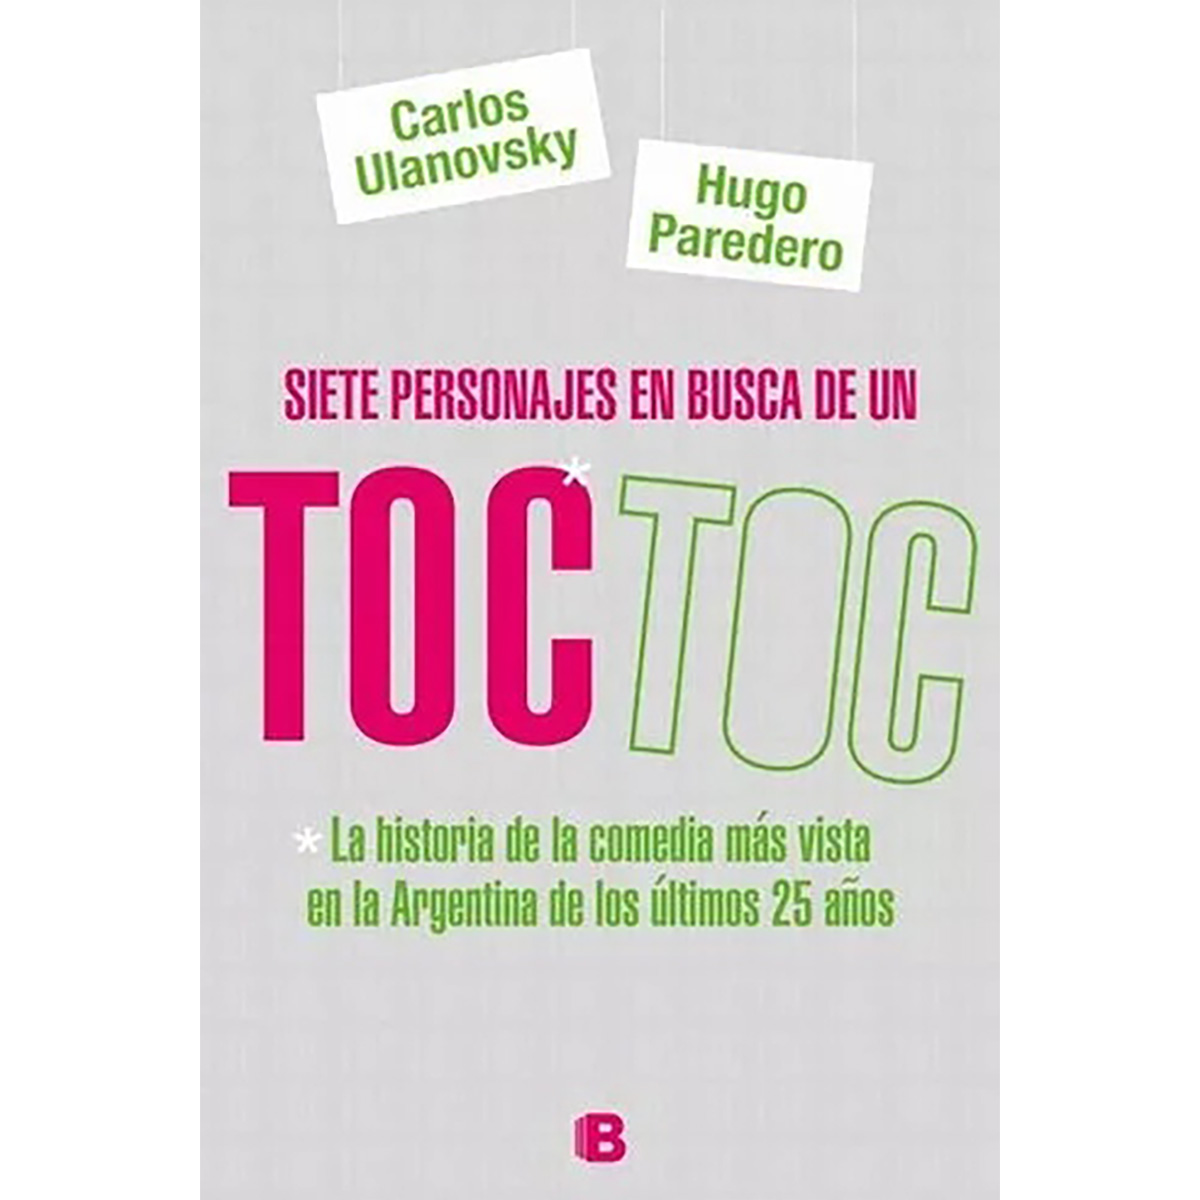 Carlos
Ulanovsky
Hugo
Paredero
SIETE PERSONAJES EN BUSCA DE UN
TOC* TOC
* La historia de la comedia más vista
en la Argentina de los últimos 25 años
B